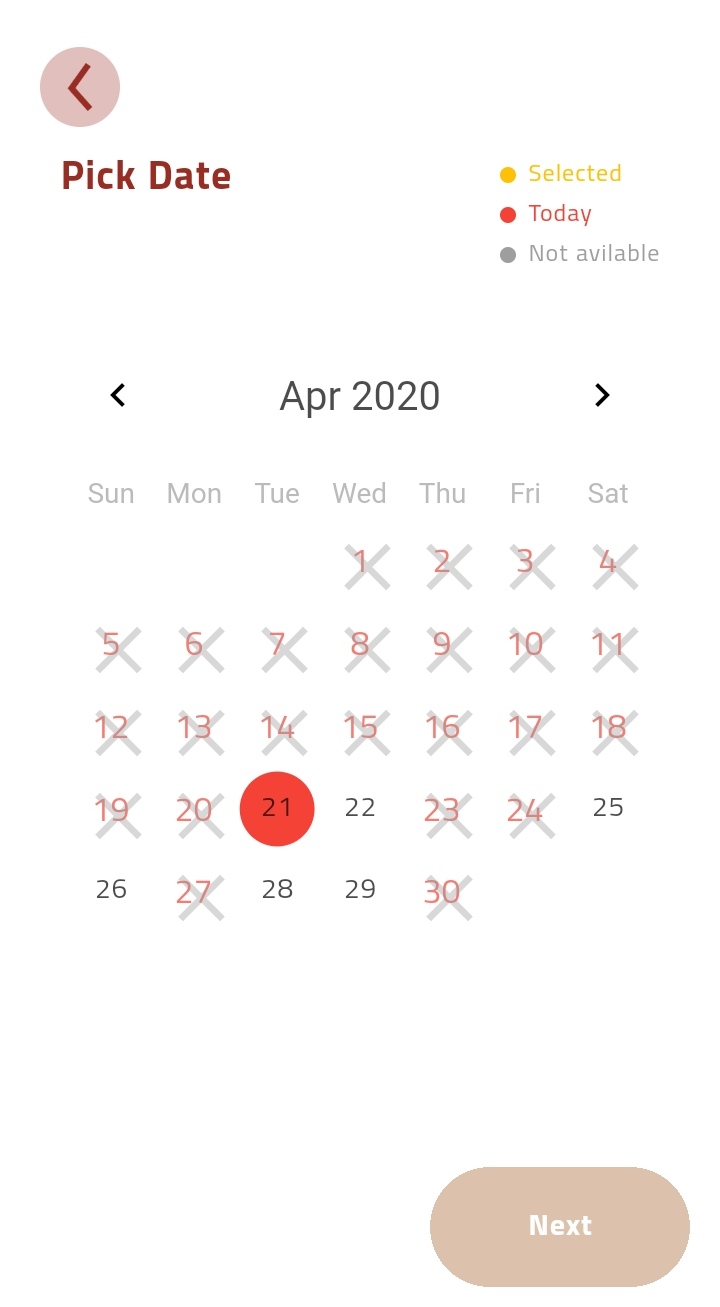 Pick Date
Selected
Today
Not avilable
Apr 2020
Sun Mon Tue Wed Thu Fri Sat
1 2 3 4
5 6 7 8 9 10 11
12 13 14 15 16 17 18
19 20 21 22 23 24 25
26 27 28 29 30
Next